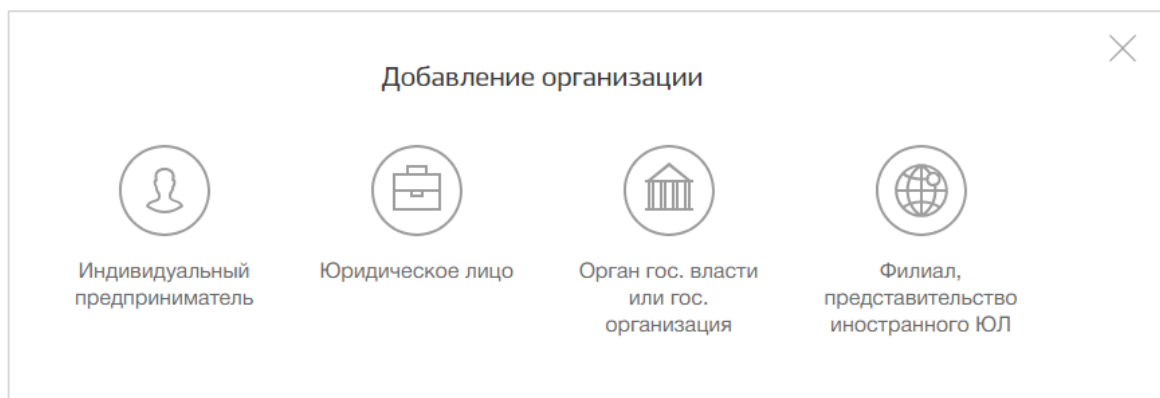 Добавление организации
Индивидуальный
предприниматель
Юридическое лицо
Орган гос. власти
или гос.
организация
Филиал,
представительство
иностранного ЮЛ